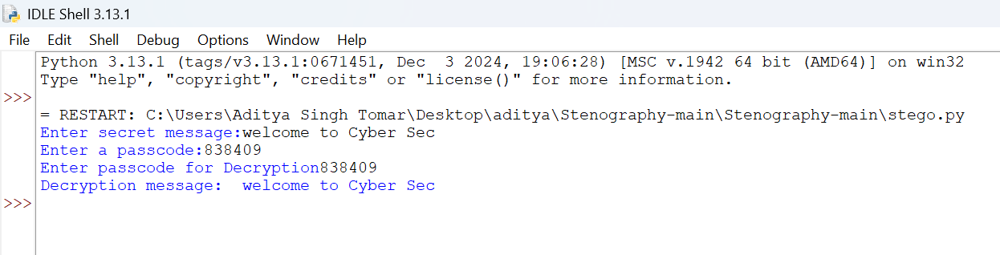 IDLE Shell 3.13.1
File Edit Shell Debug Options Window Help
Python 3.13.1 (tags/v3.13.1:0671451, Dec  3 2024, 19:06:28) [MSC v.1942 64 bit (AMD64)] on win32
Type "help", "copyright", "credits" or "license()" for more information.
>>>
= RESTART: C:\Users\Aditya Singh Tomar\Desktop\aditya\Stenography-main\Stenography-main\stego.py
Enter secret message:welcome to Cyber Sec
Enter a passcode:838409
Enter passcode for Decryption838409
Decryption message:  welcome to Cyber Sec
>>>